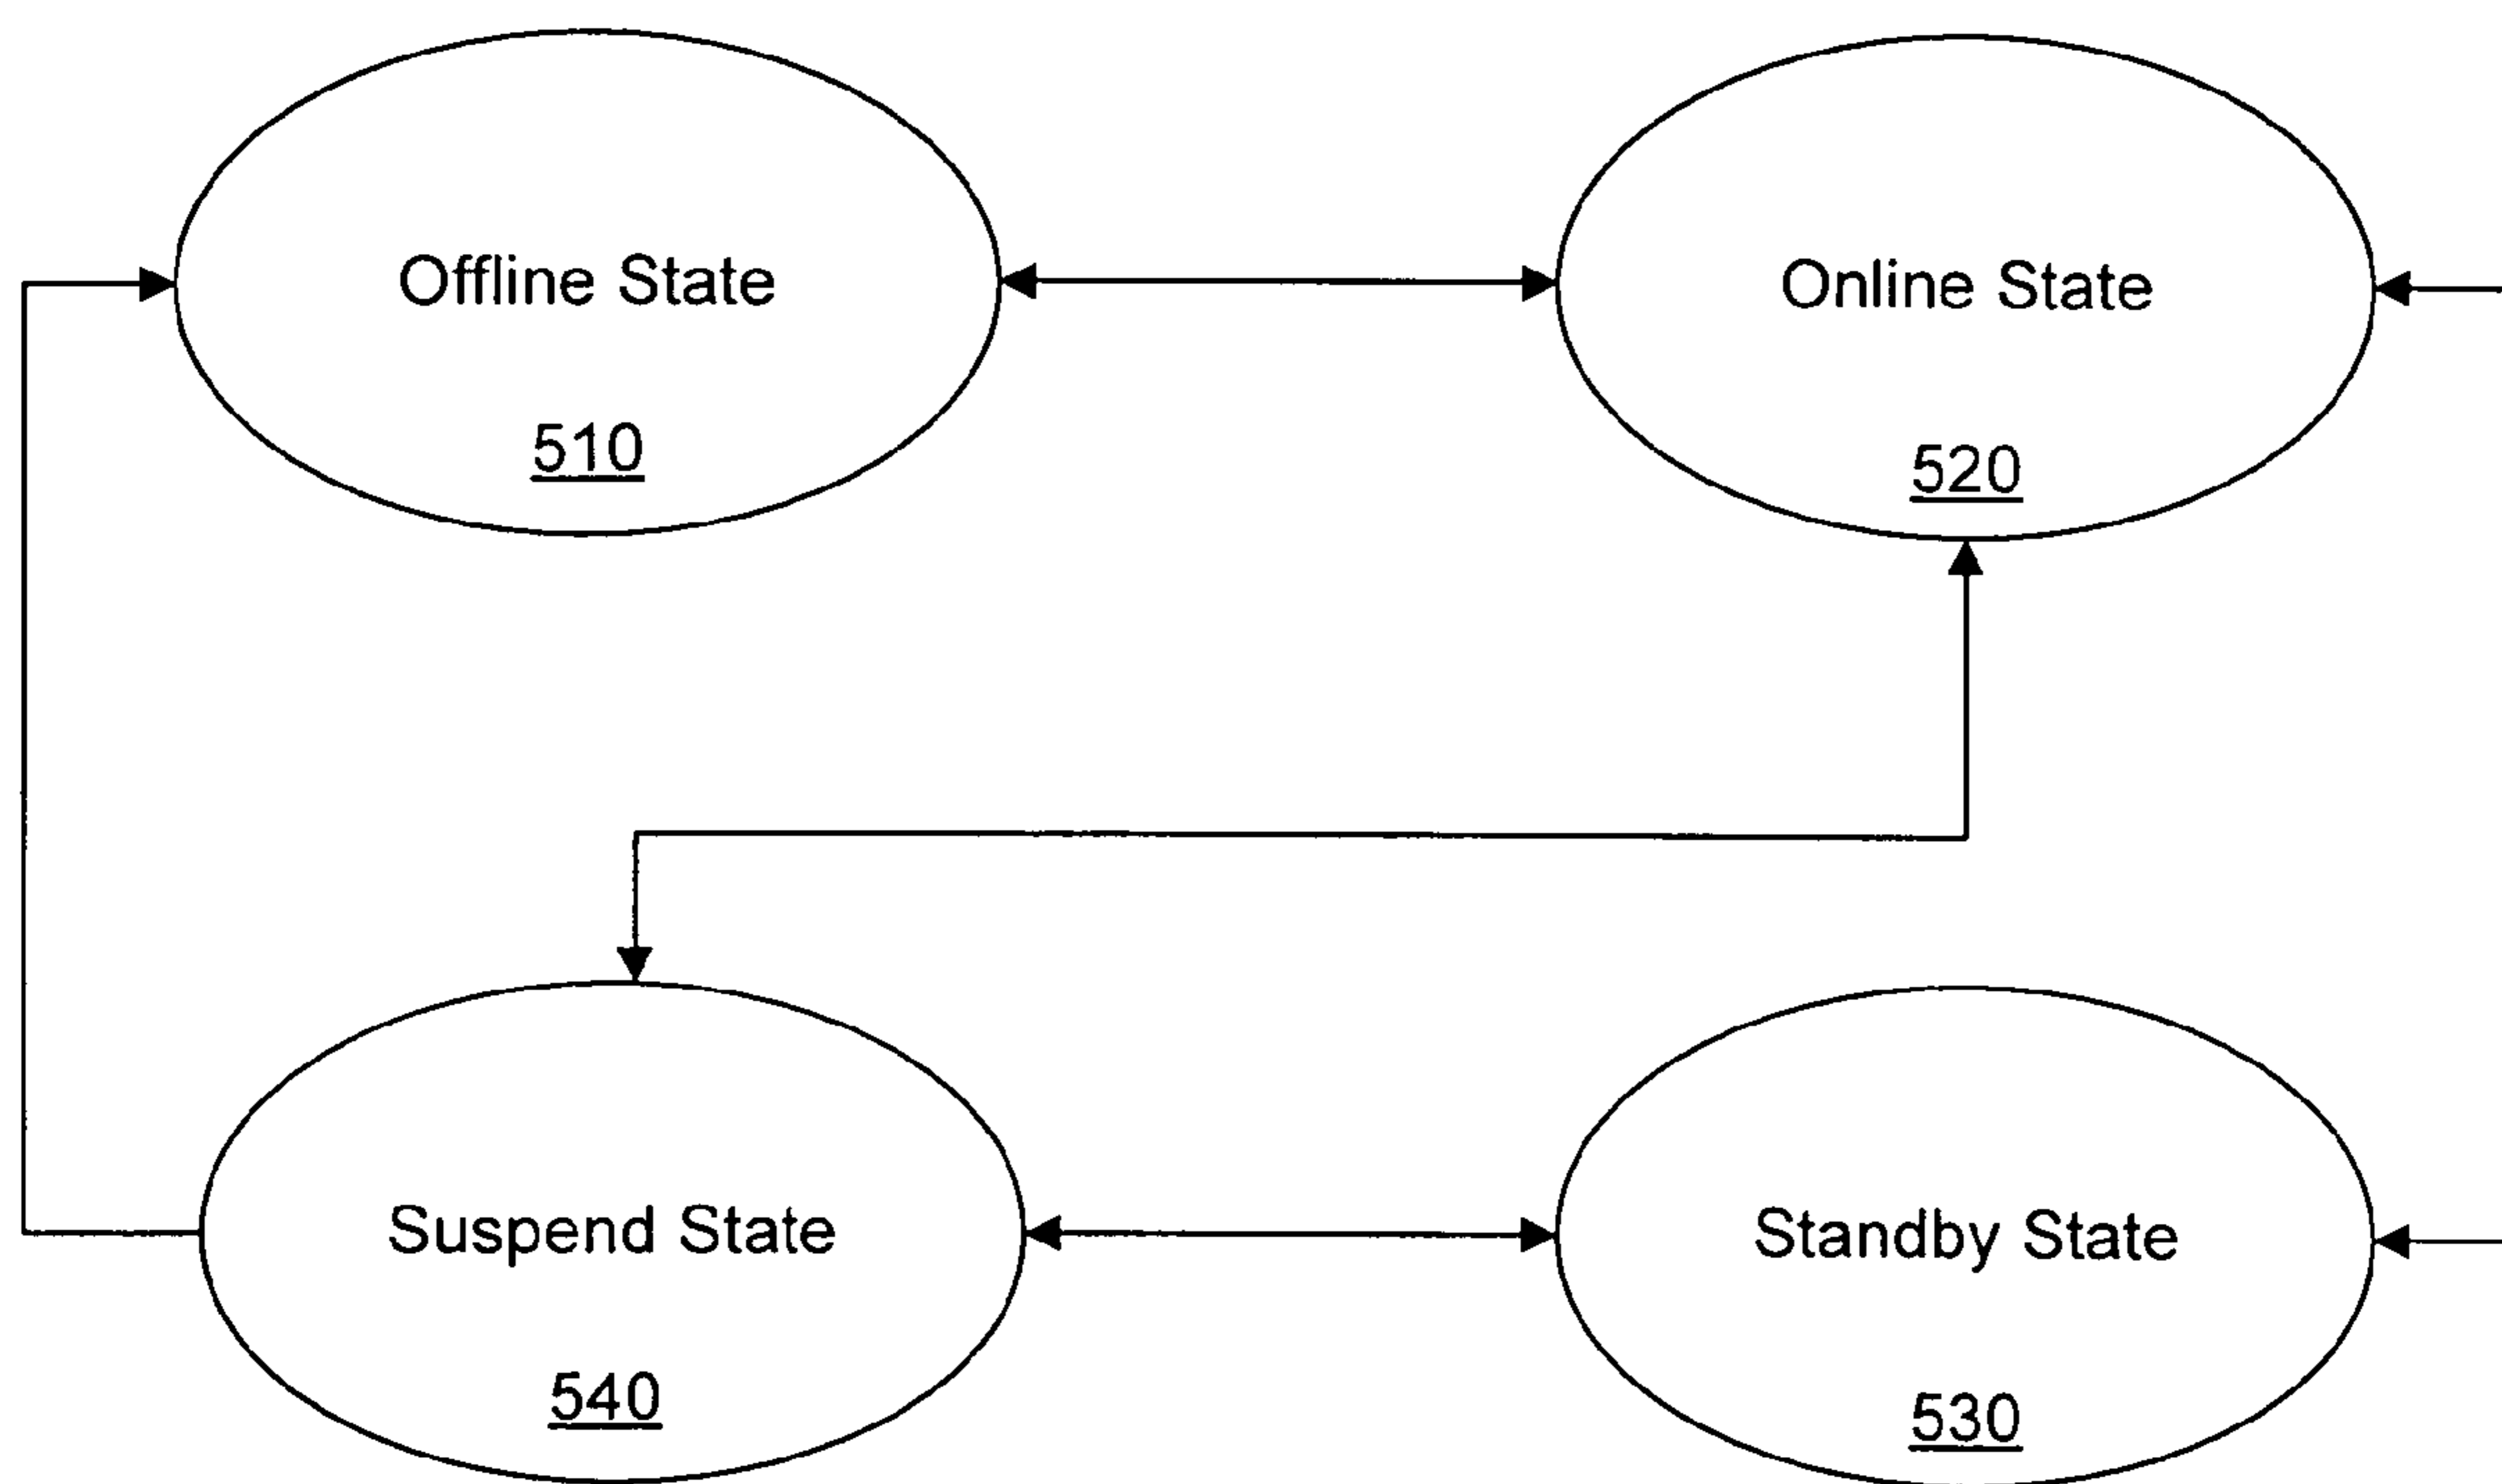 Offline State
510
Online State
520
Suspend State
540
Standby State
530